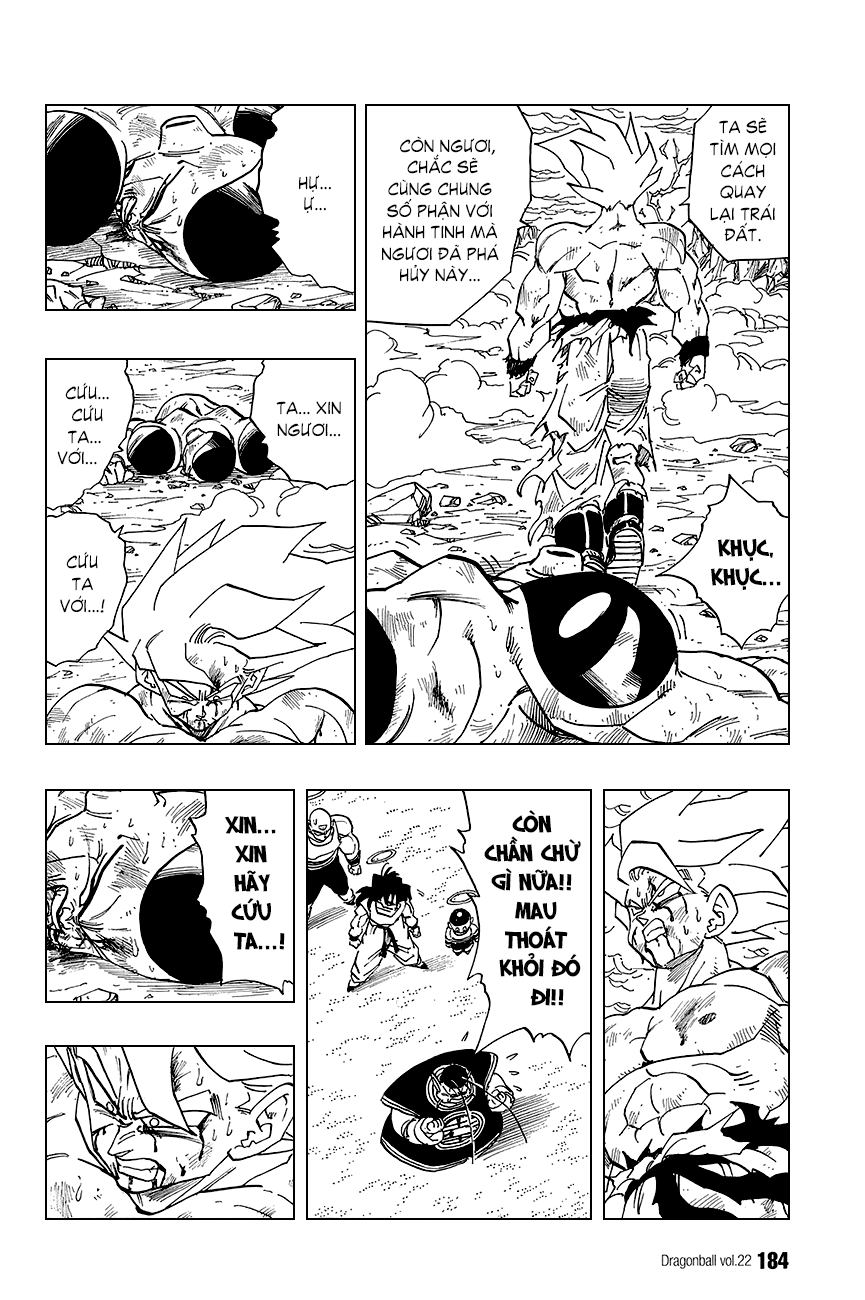 TA SẼ
TÌM MỌI
CÁCH
QUAY
LẠI TRÁI
ĐẤT.
CÒN NGƯƠI,
CHẮC SẼ
CÙNG CHUNG
SỐ PHẬN VỚI
HÀNH TINH MÀ
NGƯƠI ĐÃ PHÁ
HỦY NÀY...
KHỤC,
KHỤC...
HỰ...
Ự...
TA... XIN
NGƯƠI...
CỨU...
CỨU
TA...
VỚI...
CỨU
TA
VỚI...!
CÒN
CHẦN CHỪ
GÌ NỮA!!
MAU
THOÁT
KHỎI ĐÓ
ĐI!!
XIN...
XIN
HÃY
CỨU
TA...!
Dragonball vol.22 184